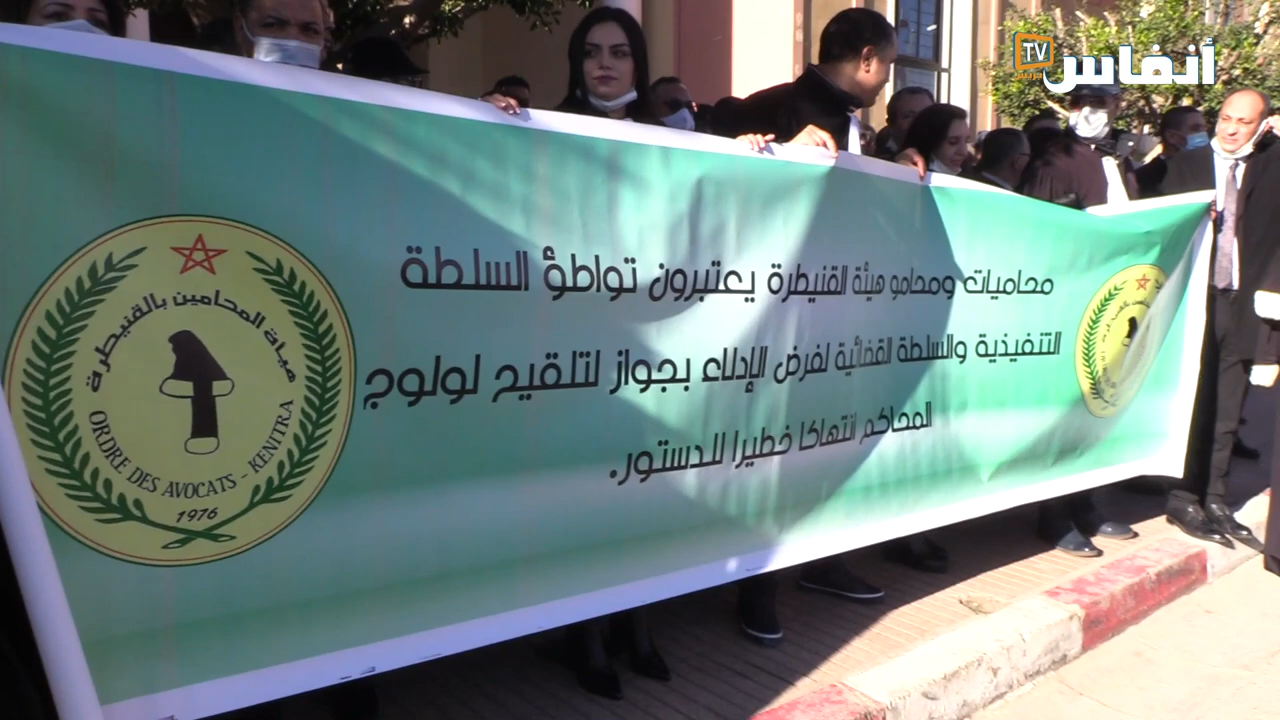 أنفاس
TV
محاميات ومحامو هيئة القنيطرة يعتبرون تواطؤ السلطة
التنفيذية والسلطة القضائية لفرض الإدلاء بجواز لتلقيح لولوج
المحاكم انتهاكا خطيرا للدستور.
هيأة المحامين بالقنيطرة
ORDRE DES AVOCATS - KENITRA
1976